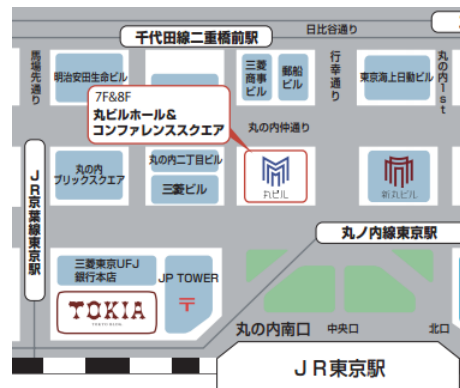 日比谷通り
千代田線二重橋前駅
馬場先通り
明治安田生命ビル
三菱
商事
ビル
郵船
ビル
行幸通り
東京海上日動ビル
丸の内1st
7F&8F
丸ビルホール&
コンファレンススクエア
丸の内仲通り
JR京葉線東京駅
丸の内
ブリックスクエア
丸の内二丁目ビル
三菱ビル
丸ビル
新丸ビル
丸ノ内線東京駅
三菱東京UFJ
銀行本店
JP TOWER
TOKIA
〒
丸の内南口
中央口
北口
JR東京駅